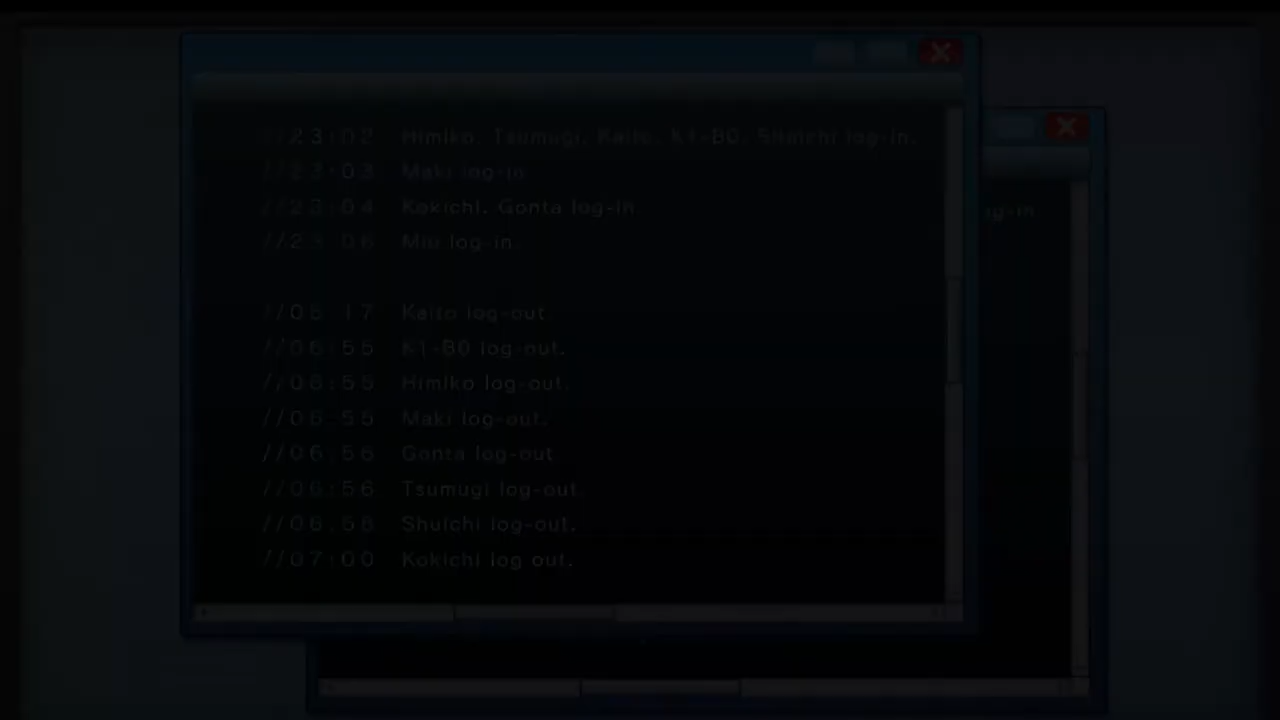 //23:02 Himiko, Tsumugi, Kaito, K1-B0, Shuichi log-in.
//23:03 Maki log-in
//23:04 Kokichi, Gonta log-in
//23:06 Miu log-in.
//06:17 Kaito log-out
//06:55 K1-B0 log-out.
//06:55 Himiko log-out.
//06:55 Maki log-out.
//06:56 Gonta log-out
//06:56 Tsumugi log-out.
//06:58 Shuichi log-out.
//07:00 Kokichi log out.